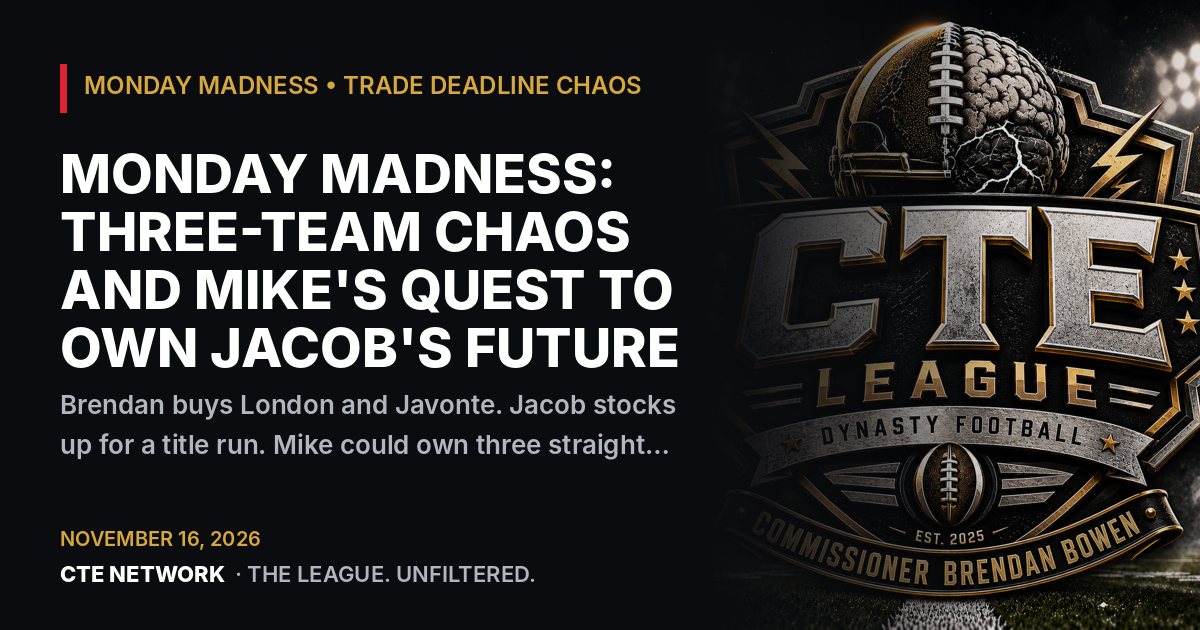 MONDAY MADNESS • TRADE DEADLINE CHAOS
MONDAY MADNESS:
THREE-TEAM CHAOS
AND MIKE'S QUEST TO
OWN JACOB'S FUTURE
Brendan buys London and Javonte. Jacob stocks
up for a title run. Mike could own three straight...
NOVEMBER 16, 2026
CTE NETWORK · THE LEAGUE. UNFILTERED.
CTE
LEAGUE
DYNASTY FOOTBALL
EST. 2025
COMMISSIONER BRENDAN BOWEN